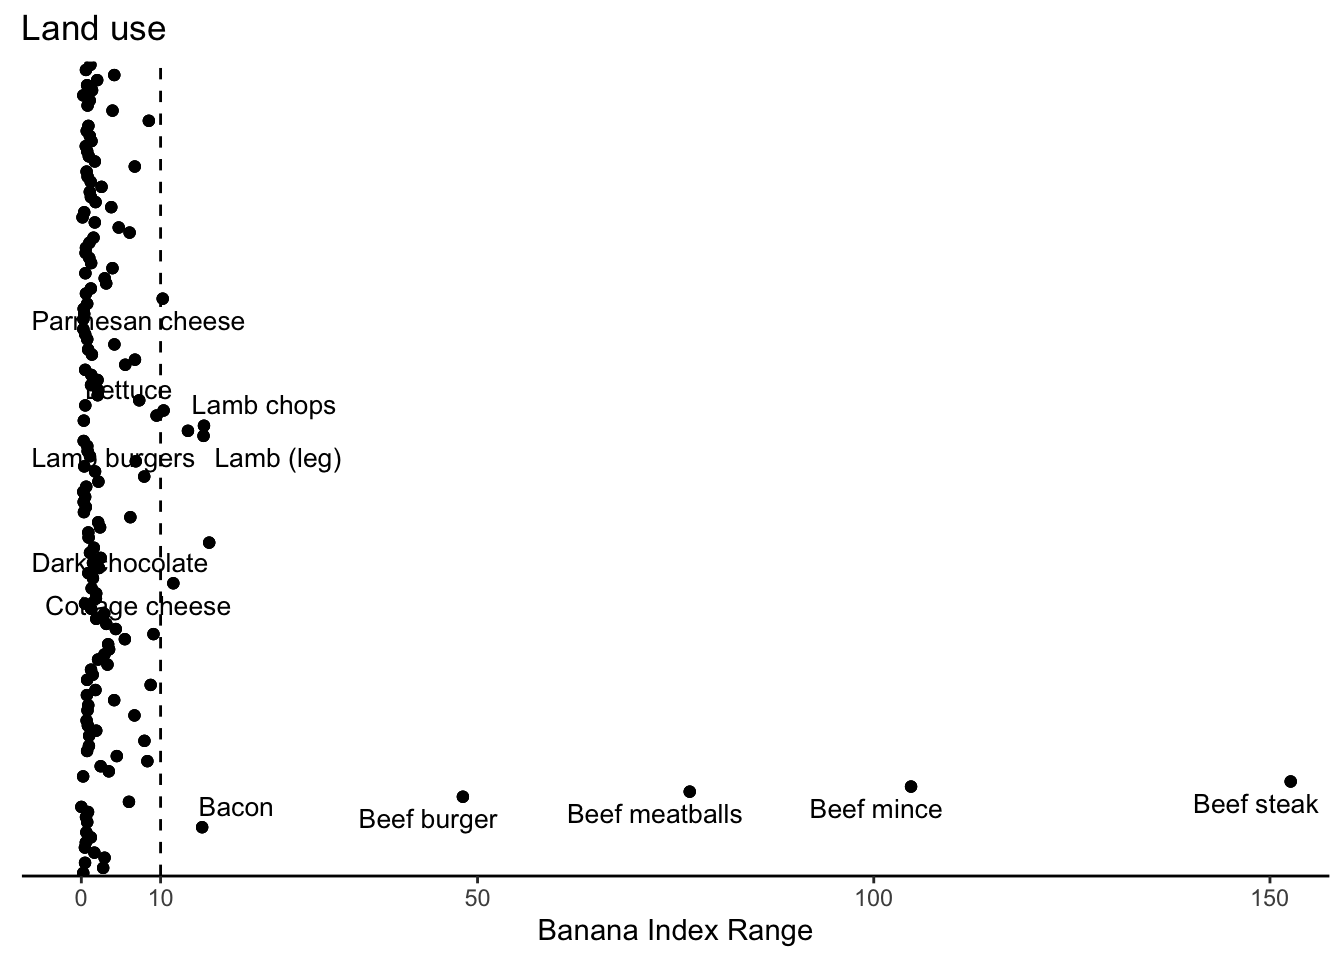 Land use
Parmesan cheese
Lettuce
Lamb chops
Lamb burgers
Lamb (leg)
Dark chocolate
Cottage cheese
Bacon
Beef burger
Beef meatballs
Beef mince
Beef steak
0 10 50 100 150
Banana Index Range